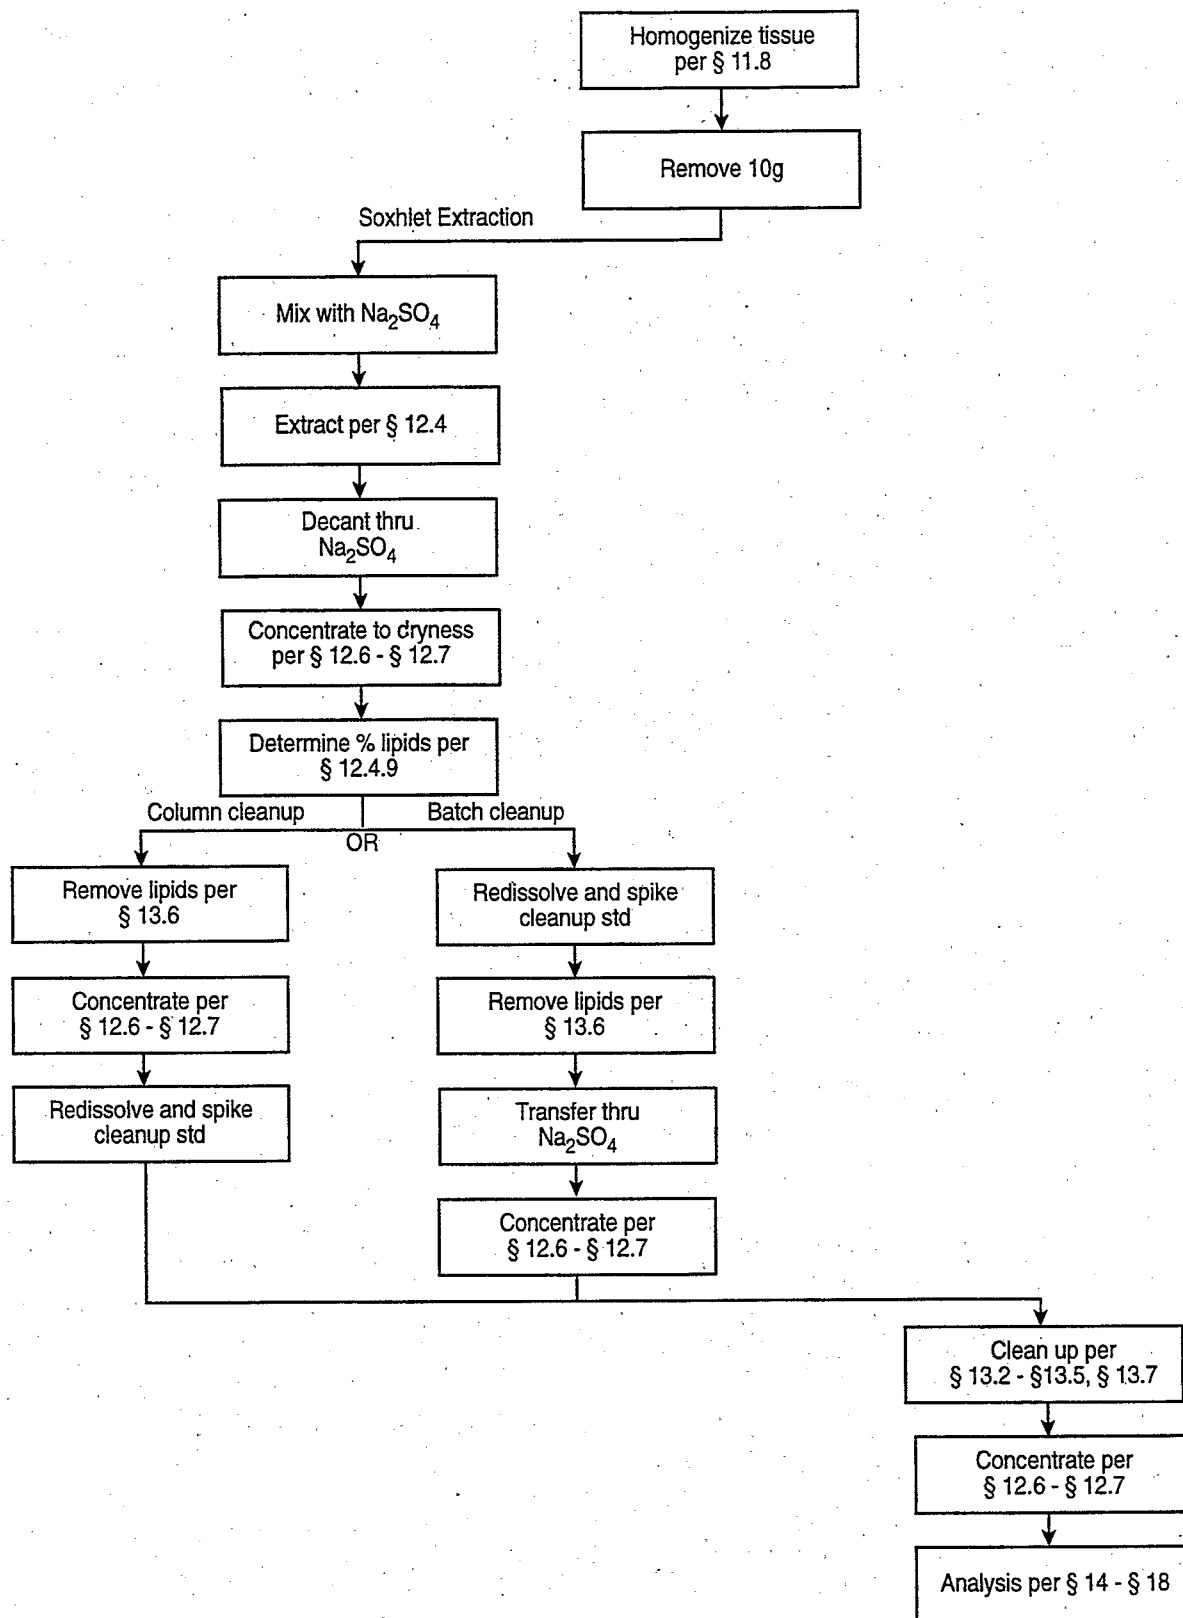 Homogenize tissue
per § 11.8
Remove 10g
Soxhlet Extraction
Mix with Na₂SO₄
Extract per § 12.4
Decant thru
Na₂SO₄
Concentrate to dryness
per § 12.6 - § 12.7
Determine % lipids per
§ 12.4.9
Column cleanup
Batch cleanup
OR
Remove lipids per
§ 13.6
Concentrate per
§ 12.6 - § 12.7
Redissolve and spike
cleanup std
Redissolve and spike
cleanup std
Remove lipids per
§ 13.6
Transfer thru
Na₂SO₄
Concentrate per
§ 12.6 - § 12.7
Clean up per
§ 13.2 - §13.5, § 13.7
Concentrate per
§ 12.6 - § 12.7
Analysis per § 14 - § 18